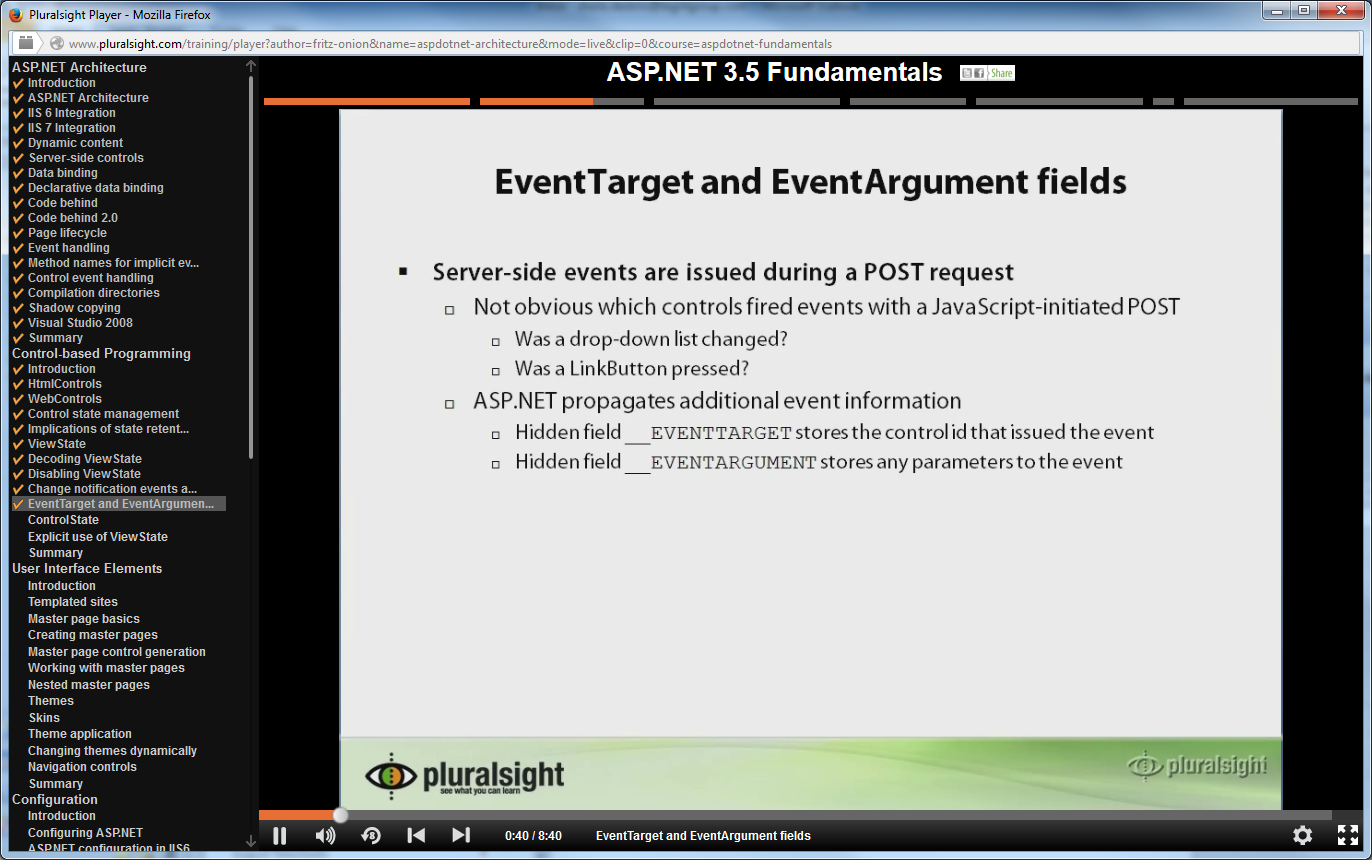 Pluralsight Player - Mozilla Firefox
www.pluralsight.com/training/player?author=fritz-onion&name=aspdotnet-architecture&mode=live&clip=0&course=aspdotnet-fundamentals
ASP.NET Architecture
Introduction
ASP.NET Architecture
IIS 6 Integration
IIS 7 Integration
Dynamic content
Server-side controls
Data binding
Declarative data binding
Code behind
Code behind 2.0
Page lifecycle
Event handling
Method names for implicit ev...
Control event handling
Compilation directories
Shadow copying
Visual Studio 2008
Summary
Control-based Programming
Introduction
HtmlControls
WebControls
Control state management
Implications of state retent...
ViewState
Decoding ViewState
Disabling ViewState
Change notification events a...
EventTarget and EventArgumen...
ControlState
Explicit use of ViewState
Summary
User Interface Elements
Introduction
Templated sites
Master page basics
Creating master pages
Master page control generation
Working with master pages
Nested master pages
Themes
Skins
Theme application
Changing themes dynamically
Navigation controls
Summary
Configuration
Introduction
Configuring ASP.NET
ASP.NET configuration in IIS6
ASP.NET 3.5 Fundamentals
Share
EventTarget and EventArgument fields
Server-side events are issued during a POST request
Not obvious which controls fired events with a JavaScript-initiated POST
Was a drop-down list changed?
Was a LinkButton pressed?
ASP.NET propagates additional event information
Hidden field __EVENTTARGET stores the control id that issued the event
Hidden field __EVENTARGUMENT stores any parameters to the event
pluralsight
see what you can learn
pluralsight
8
0:40 / 8:40
EventTarget and EventArgument fields